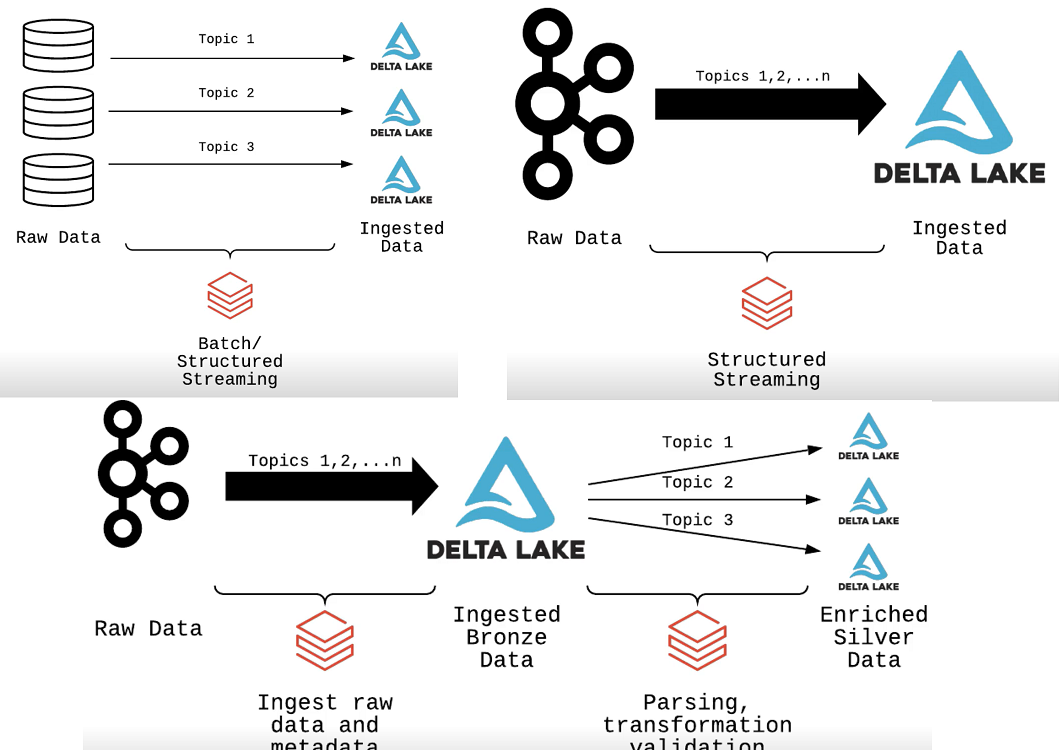 Topic 1
DELTA LAKE
Topic 2
DELTA LAKE
Topic 3
DELTA LAKE
Raw Data
Ingested
Data
Batch/
Structured
Streaming
Topics 1,2,...n
DELTA LAKE
Raw Data
Ingested
Data
Structured
Streaming
Topics 1,2,...n
DELTA LAKE
Topic 1
DELTA LAKE
Topic 2
DELTA LAKE
Topic 3
DELTA LAKE
Raw Data
Ingested
Bronze
Data
Enriched
Silver
Data
Ingest raw
data and
metadata
Parsing,
transformation
validation